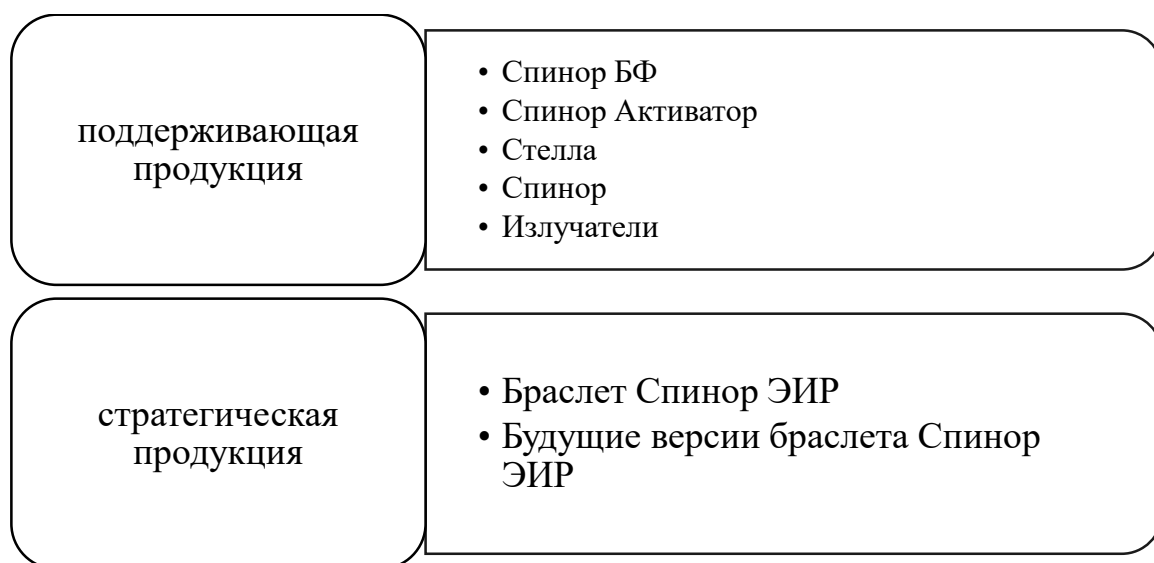 поддерживающая
продукция
• Спинор БФ
• Спинор Активатор
• Стелла
• Спинор
• Излучатели
стратегическая
продукция
• Браслет Спинор ЭИР
• Будущие версии браслета Спинор
ЭИР